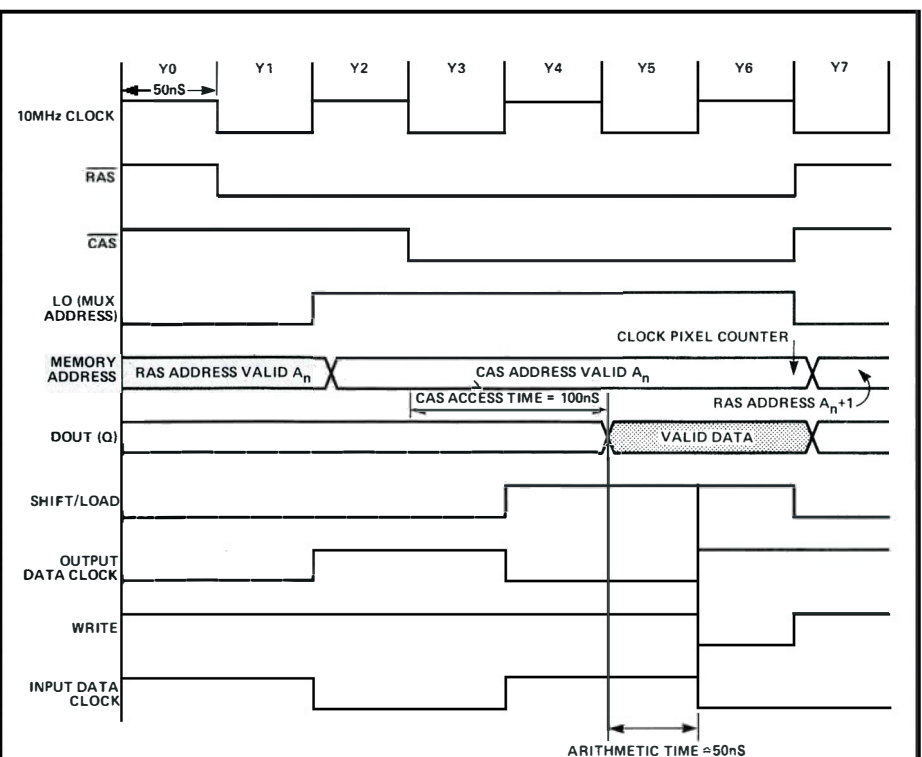 Y0 Y1 Y2 Y3 Y4 Y5 Y6 Y7
50nS
10MHz CLOCK
RAS
CAS
LO (MUX
ADDRESS)
CLOCK PIXEL COUNTER
MEMORY
ADDRESS
RAS ADDRESS VALID An
CAS ADDRESS VALID An
CAS ACCESS TIME = 100nS
RAS ADDRESS An+1
DOUT (Q)
VALID DATA
SHIFT/LOAD
OUTPUT
DATA CLOCK
WRITE
INPUT DATA
CLOCK
ARITHMETIC TIME ≃50nS